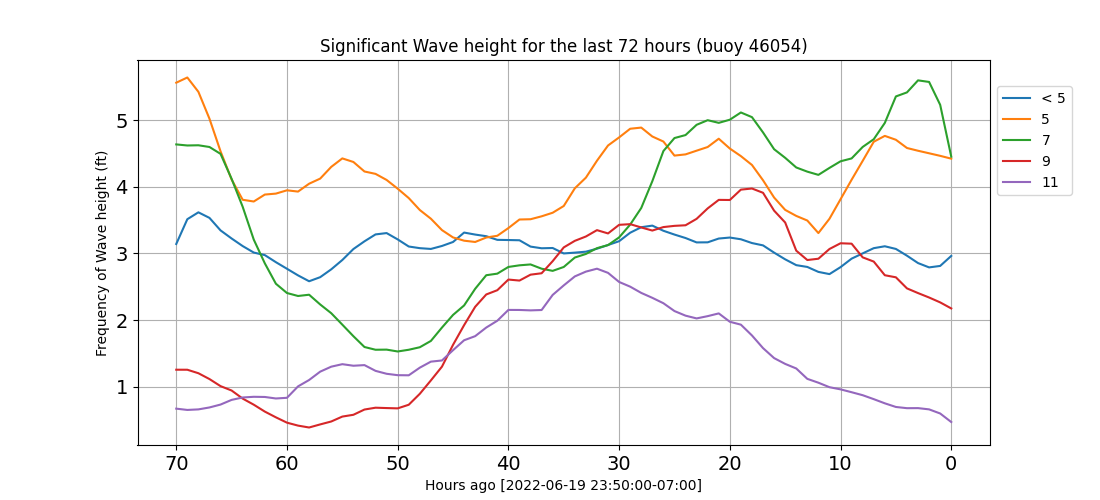 Significant Wave height for the last 72 hours (buoy 46054)
Frequency of Wave height (ft)
5
4
3
2
1
70 60 50 40 30 20 10 0
Hours ago [2022-06-19 23:50:00-07:00]
< 5
5
7
9
11